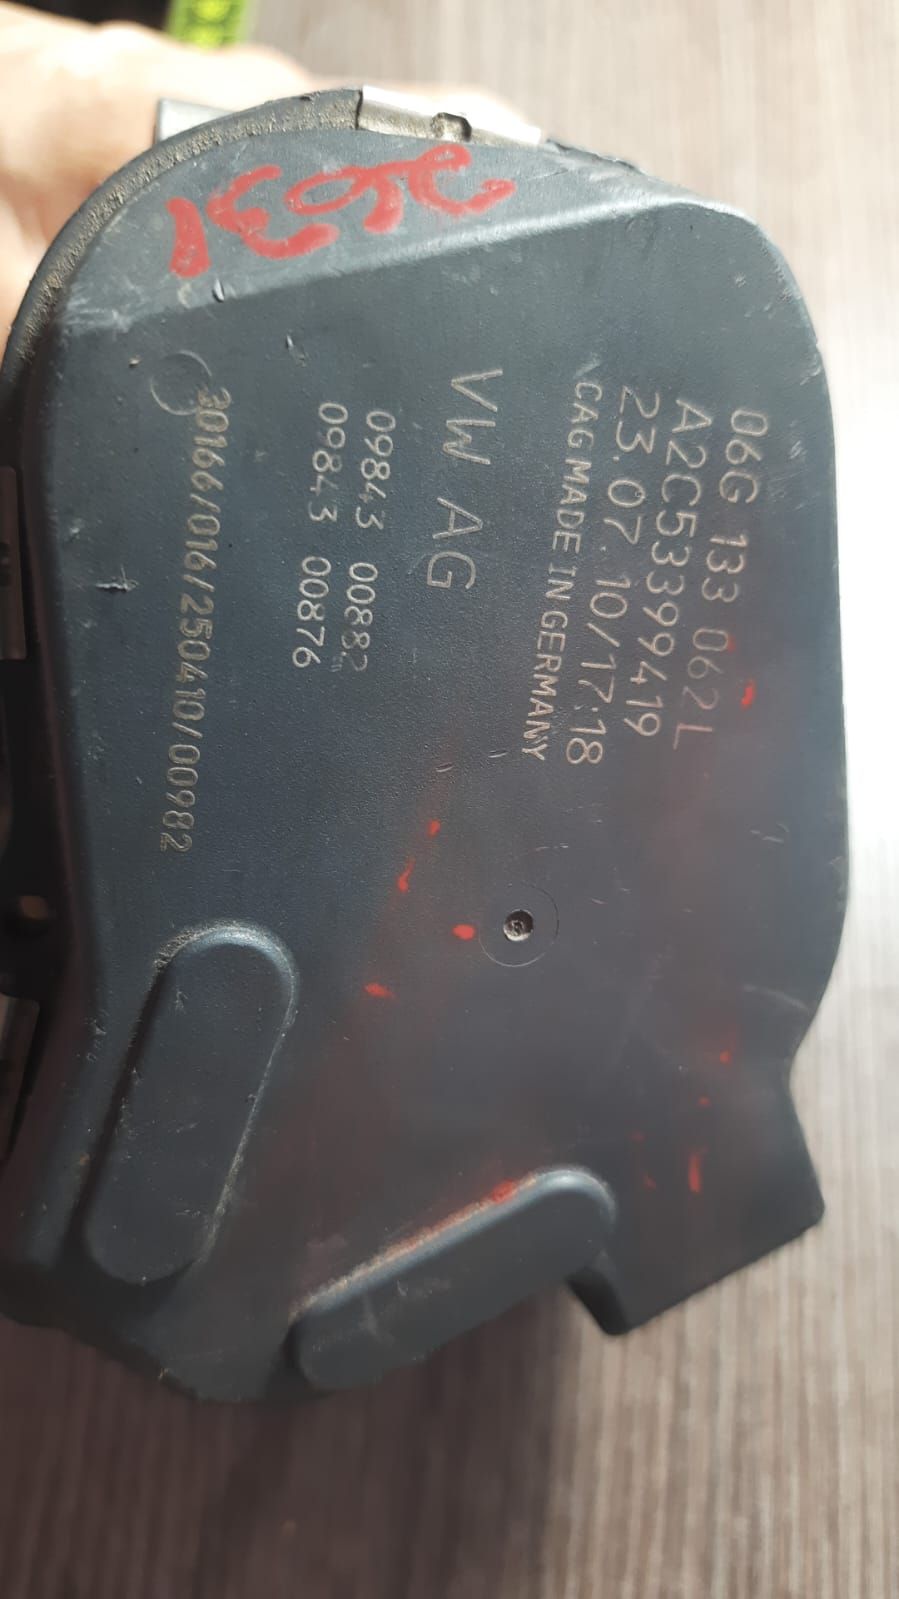 06G 133 062L
A2C53399419
23.07.10/17:18
CAG MADE IN GERMANY
VW AG
09843 00882
09843 00876
30166/016/250410/00982